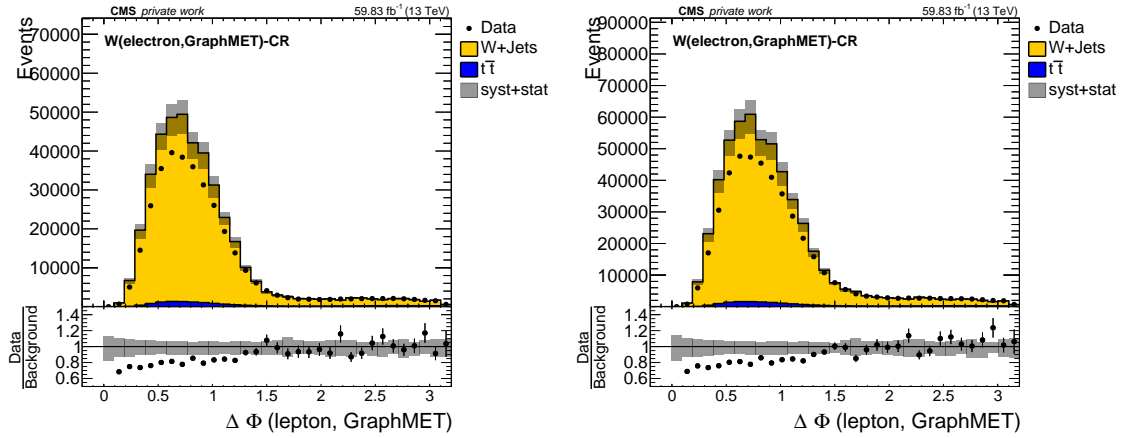 CMS private work 59.83 fb⁻¹ (13 TeV)
Events
70000
60000
50000
40000
30000
20000
10000
W(electron,GraphMET)-CR
Data
W+Jets
tt̅
syst+stat
Data
Background
1.4
1.2
1
0.8
0.6
0 0.5 1 1.5 2 2.5 3
Δ Φ (lepton, GraphMET)
CMS private work 59.83 fb⁻¹ (13 TeV)
Events
90000
80000
70000
60000
50000
40000
30000
20000
10000
W(electron,GraphMET)-CR
Data
W+Jets
tt̅
syst+stat
Data
Background
1.4
1.2
1
0.8
0.6
0 0.5 1 1.5 2 2.5 3
Δ Φ (lepton, GraphMET)